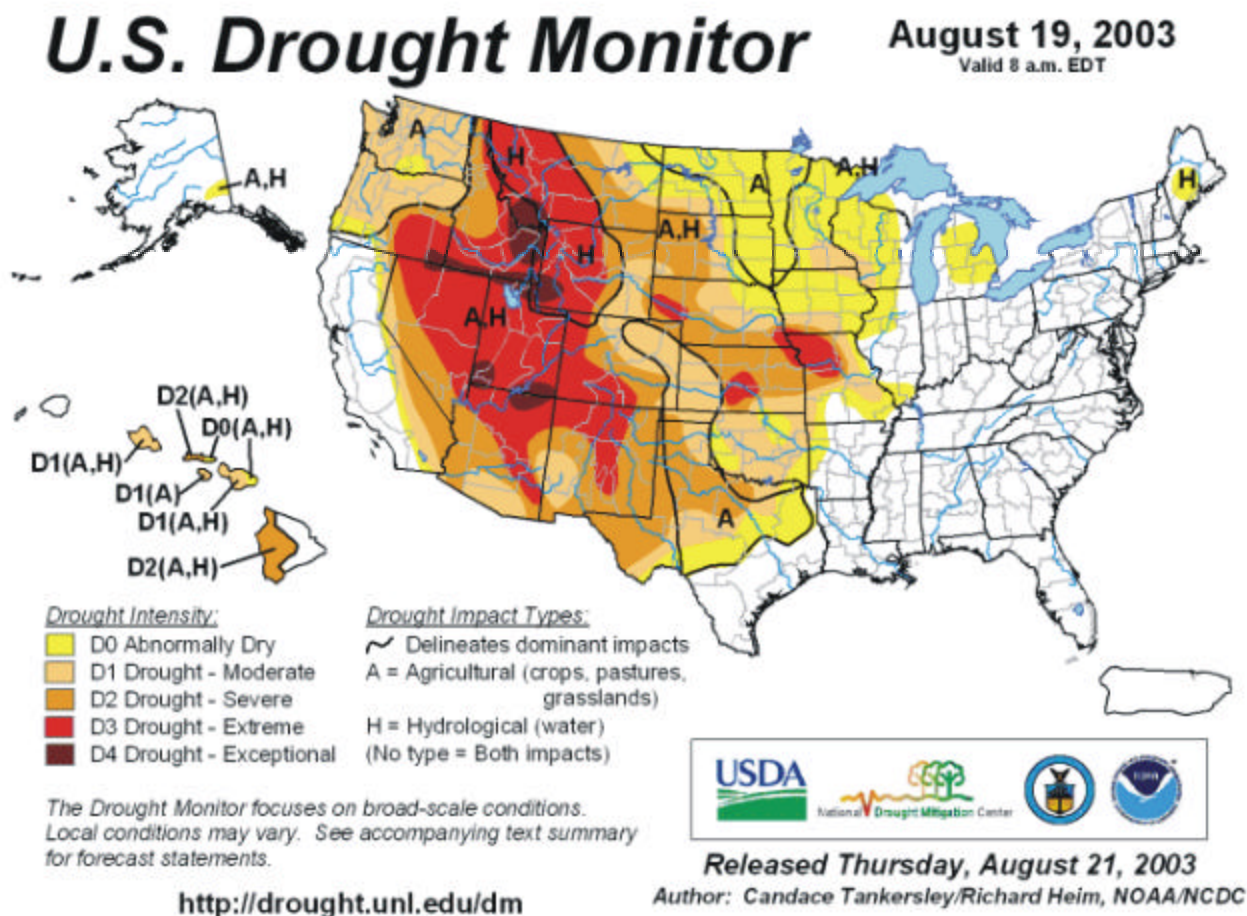 U.S. Drought Monitor
August 19, 2003
Valid 8 a.m. EDT
A
H
A,H
A
A,H
H
A,H
H
A,H
A,H
A
D2(A,H)
D0(A,H)
D1(A,H)
D1(A)
D1(A,H)
D2(A,H)
Drought Intensity:
D0 Abnormally Dry
D1 Drought - Moderate
D2 Drought - Severe
D3 Drought - Extreme
D4 Drought - Exceptional
Drought Impact Types:
Delineates dominant impacts
A = Agricultural (crops, pastures,
grasslands)
H = Hydrological (water)
(No type = Both impacts)
The Drought Monitor focuses on broad-scale conditions.
Local conditions may vary. See accompanying text summary
for forecast statements.
http://drought.unl.edu/dm
USDA
National Drought Mitigation Center
NOAA
Released Thursday, August 21, 2003
Author: Candace Tankersley/Richard Heim, NOAA/NCDC